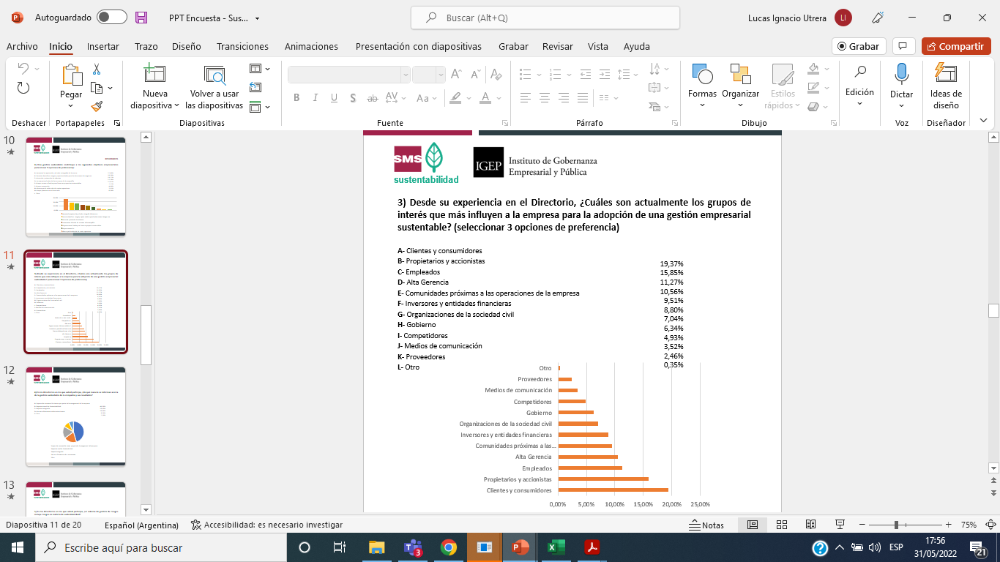 Autoguardado
PPT Encuesta - Sus...
Buscar (Alt+Q)
Lucas Ignacio Utrera
LI
Archivo
Inicio
Insertar
Trazo
Diseño
Transiciones
Animaciones
Presentación con diapositivas
Grabar
Revisar
Vista
Ayuda
Grabar
Compartir
Pegar
Nueva
diapositiva
Volver a usar
las diapositivas
N
K
S
ab
AV
Aa
A
Formas
Organizar
Estilos
rápidos
Edición
Dictar
Ideas de
diseño
Deshacer
Portapapeles
Diapositivas
Fuente
Párrafo
Dibujo
Voz
Diseñador
10
11
12
13
SMS
sustentabilidad
IGEP
Instituto de Gobernanza
Empresarial y Pública
3) Desde su experiencia en el Directorio, ¿Cuáles son actualmente los grupos de
interés que más influyen a la empresa para la adopción de una gestión empresarial
sustentable? (seleccionar 3 opciones de preferencia)
A- Clientes y consumidores
B- Propietarios y accionistas
C- Empleados
D- Alta Gerencia
E- Comunidades próximas a las operaciones de la empresa
F- Inversores y entidades financieras
G- Organizaciones de la sociedad civil
H- Gobierno
I- Competidores
J- Medios de comunicación
K- Proveedores
L- Otro
19,37%
15,85%
11,27%
10,56%
9,51%
8,80%
7,04%
6,34%
4,93%
3,52%
2,46%
0,35%
Otro
Proveedores
Medios de comunicación
Competidores
Gobierno
Organizaciones de la sociedad civil
Inversores y entidades financieras
Comunidades próximas a las...
Alta Gerencia
Empleados
Propietarios y accionistas
Clientes y consumidores
0,00% 5,00% 10,00% 15,00% 20,00% 25,00%
Diapositiva 11 de 20
Español (Argentina)
Accesibilidad: es necesario investigar
Notas
75%
Escribe aquí para buscar
3
ESP
17:56
31/05/2022
21